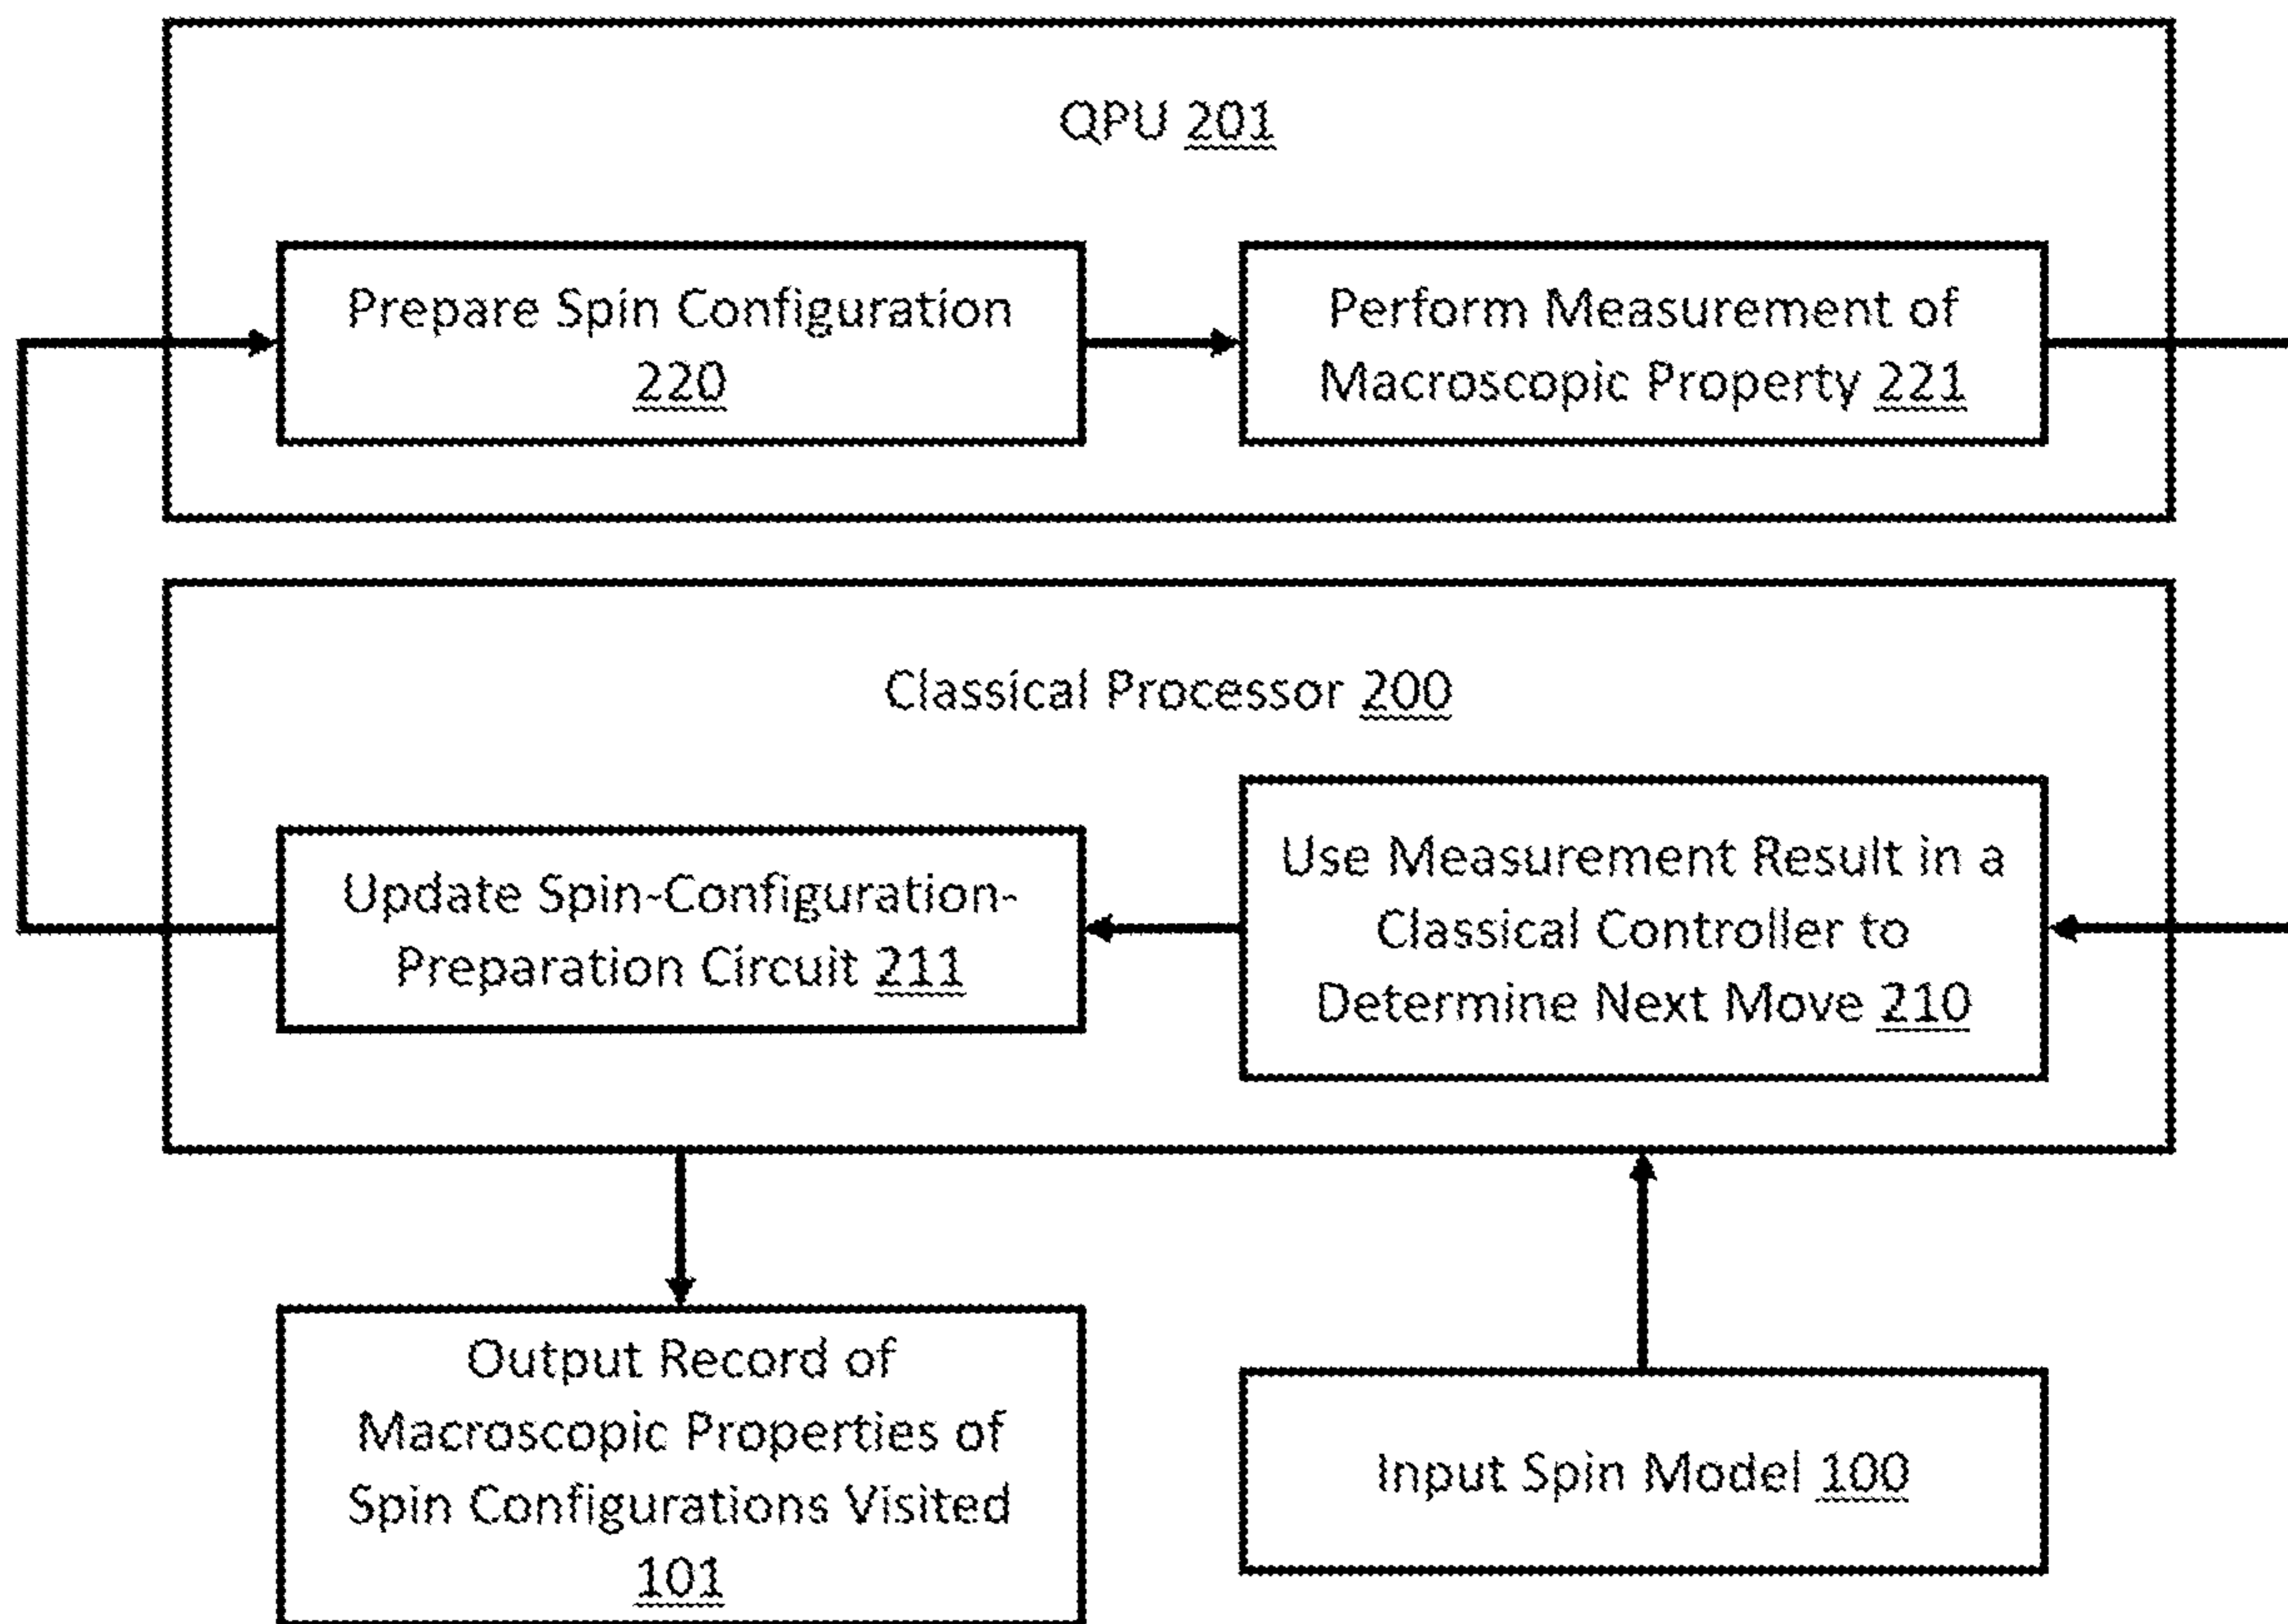 QPU 201
Prepare Spin Configuration
220
Perform Measurement of
Macroscopic Property 221
Classical Processor 200
Update Spin-Configuration-
Preparation Circuit 211
Use Measurement Result in a
Classical Controller to
Determine Next Move 210
Output Record of
Macroscopic Properties of
Spin Configurations Visited
101
Input Spin Model 100